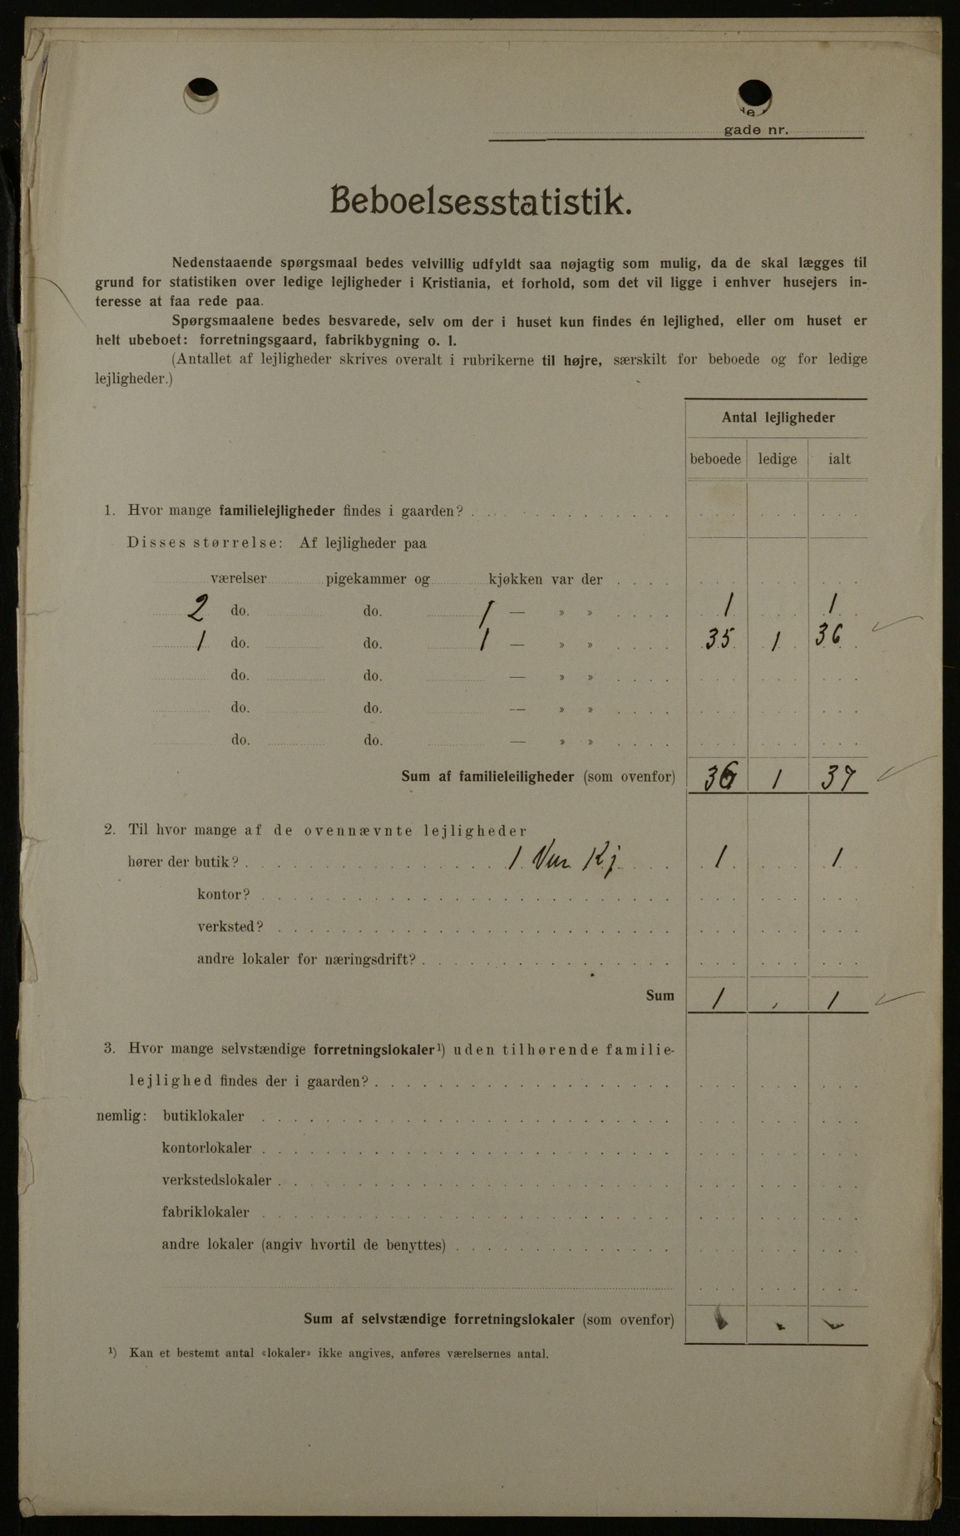 gade nr.
Beboelsesstatistik.
Nedenstaaende spørgsmaal bedes velvillig udfyldt saa nøjagtig som mulig, da de skal lægges til
grund for statistiken over ledige lejligheder i Kristiania, et forhold, som det vil ligge i enhver husejers in-
teresse at faa rede paa.
Spørgsmaalene bedes besvarede, selv om der i huset kun findes én lejlighed, eller om huset er
helt ubeboet: forretningsgaard, fabrikbygning o. l.
(Antallet af lejligheder skrives overalt i rubrikerne til højre, særskilt for beboede og for ledige
lejligheder.)
Antal lejligheder
beboede ledige ialt
1. Hvor mange familielejligheder findes i gaarden?
Disses størrelse: Af lejligheder paa
værelser pigekammer og kjøkken var der
2 do. do. 1 — » » 1 1
1 do. do. 1 — » » 35 1 36
do. do. — » »
do. do. — » »
do. do. — » »
Sum af familieleiligheder (som ovenfor) 36 1 37
2. Til hvor mange af de ovennævnte lejligheder
hører der butik? 1 Vær Kj 1 1
kontor?
verksted?
andre lokaler for næringsdrift?
Sum 1 , 1
3. Hvor mange selvstændige forretningslokaler¹) uden tilhørende familie-
lejlighed findes der i gaarden?
nemlig: butiklokaler
kontorlokaler
verkstedslokaler
fabriklokaler
andre lokaler (angiv hvortil de benyttes)
Sum af selvstændige forretningslokaler (som ovenfor)
¹) Kan et bestemt antal «lokaler» ikke angives, anføres værelsernes antal.